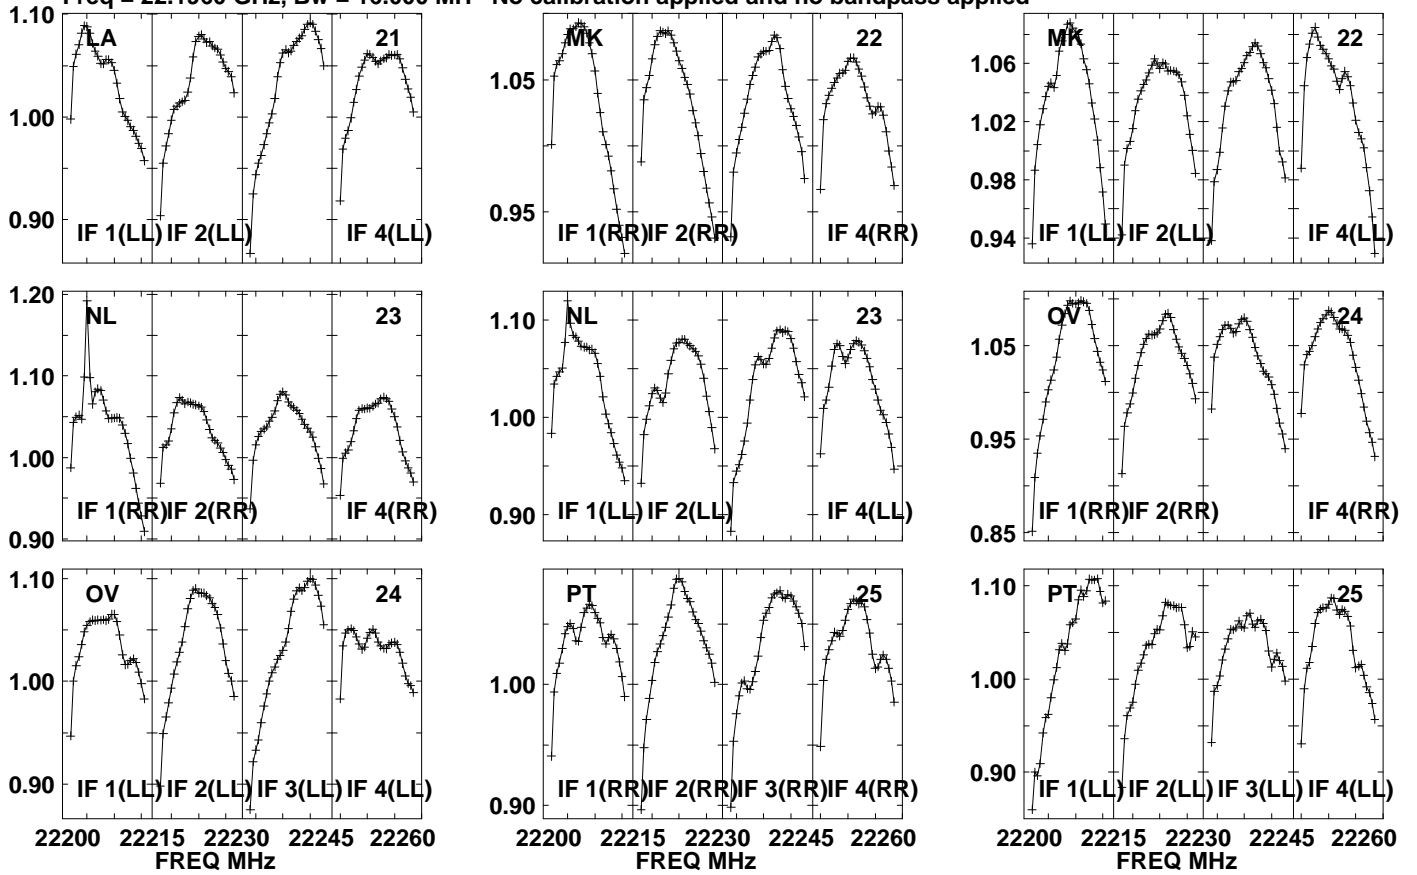 1.10 LA 21
1.00
0.90 IF 1(LL) IF 2(LL) IF 4(LL)
MK 22
1.05
0.95
IF 1(RR) IF 2(RR) IF 4(RR)
MK 22
1.06
1.02
0.98
0.94 IF 1(LL) IF 2(LL) IF 4(LL)
1.20 NL 23
1.10
1.00
0.90 IF 1(RR) IF 2(RR) IF 4(RR)
NL 23
1.10
1.00
0.90 IF 1(LL) IF 2(LL) IF 4(LL)
OV 24
1.05
0.95
0.85 IF 1(RR) IF 2(RR) IF 4(RR)
1.10 OV 24
1.00
0.90 IF 1(LL) IF 2(LL) IF 3(LL) IF 4(LL)
22200 22215 22230 22245 22260
FREQ MHz
PT 25
1.00
0.90 IF 1(RR) IF 2(RR) IF 3(RR) IF 4(RR)
22200 22215 22230 22245 22260
FREQ MHz
1.10 PT 25
1.00
0.90 IF 1(LL) IF 2(LL) IF 3(LL) IF 4(LL)
22200 22215 22230 22245 22260
FREQ MHz